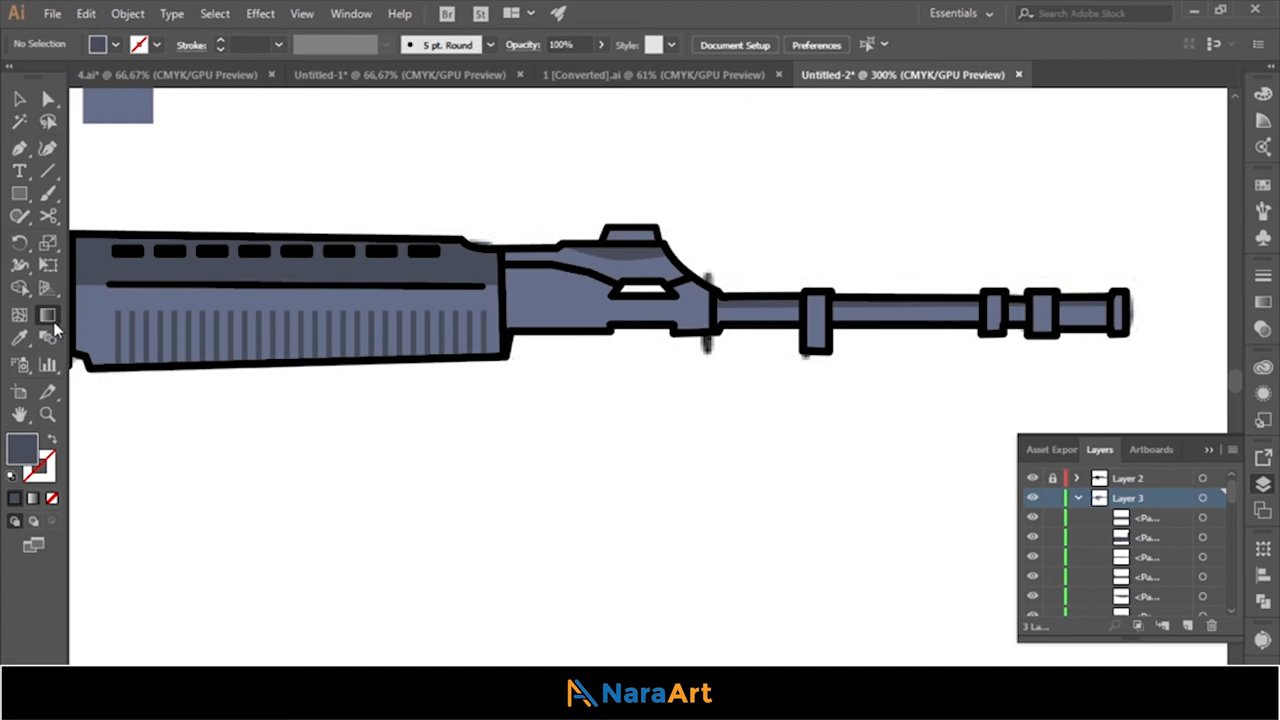 Ai File Edit Object Type Select Effect View Window Help Br St Essentials Search Adobe Stock
No Selection Stroke: 5 pt. Round Opacity: 100% Style: Document Setup Preferences
4.ai* @ 66,67% (CMYK/GPU Preview) × Untitled-1* @ 66,67% (CMYK/GPU Preview) × 1 [Converted].ai @ 61% (CMYK/GPU Preview) × Untitled-2* @ 300% (CMYK/GPU Preview) ×
T
Asset Expor Layers Artboards
Layer 2
Layer 3
<Pa...
<Pa...
<Pa...
<Pa...
<Pa...
3 La...
NaraArt